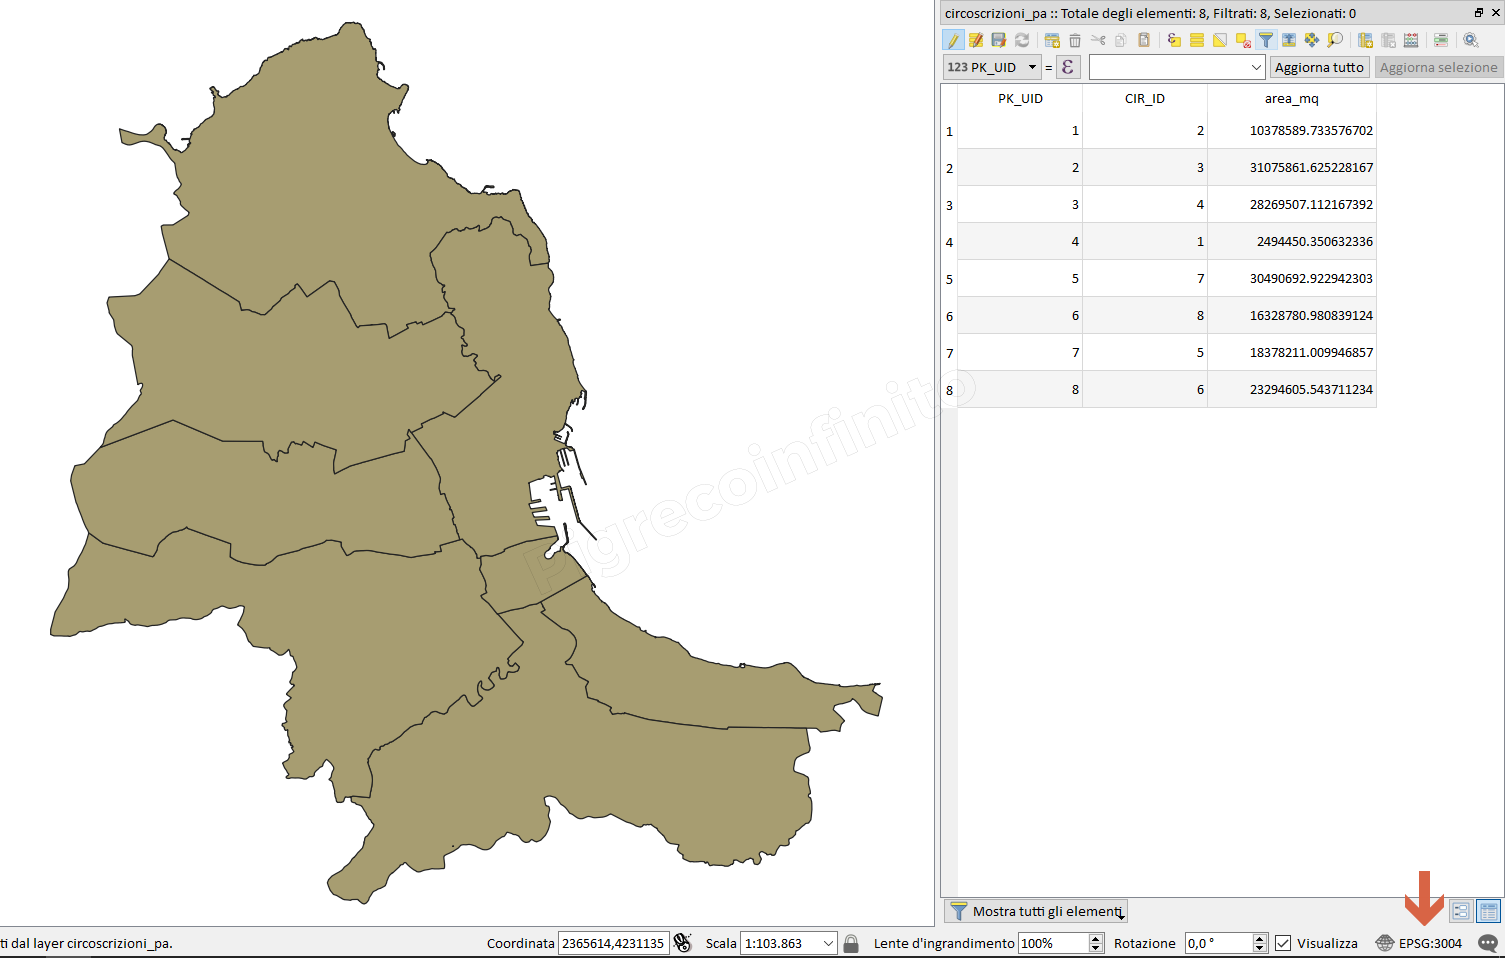 circoscrizioni_pa :: Totale degli elementi: 8, Filtrati: 8, Selezionati: 0
123 PK_UID = ε Aggiorna tutto Aggiorna selezione
PK_UID CIR_ID area_mq
1 1 2 10378589.733576702
2 2 3 31075861.625228167
3 3 4 28269507.112167392
4 4 1 2494450.350632336
5 5 7 30490692.922942303
6 6 8 16328780.980839124
7 7 5 18378211.009946857
8 8 6 23294605.543711234
Pigrecoinfinito
Mostra tutti gli elementi
ti dal layer circoscrizioni_pa. Coordinata 2365614,4231135 Scala 1:103.863 Lente d'ingrandimento 100% Rotazione 0,0 ° Visualizza EPSG:3004